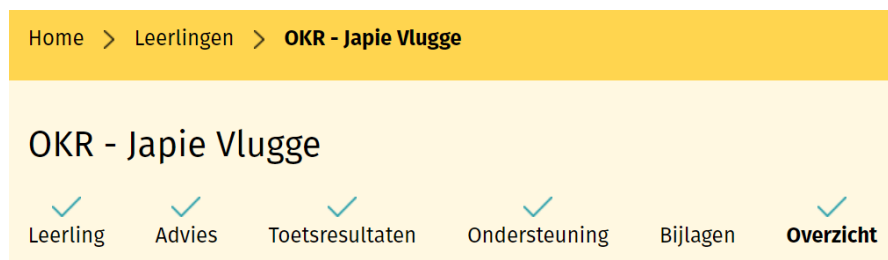 Home > Leerlingen > OKR - Japie Vlugge
OKR - Japie Vlugge
Leerling Advies Toetsresultaten Ondersteuning Bijlagen Overzicht